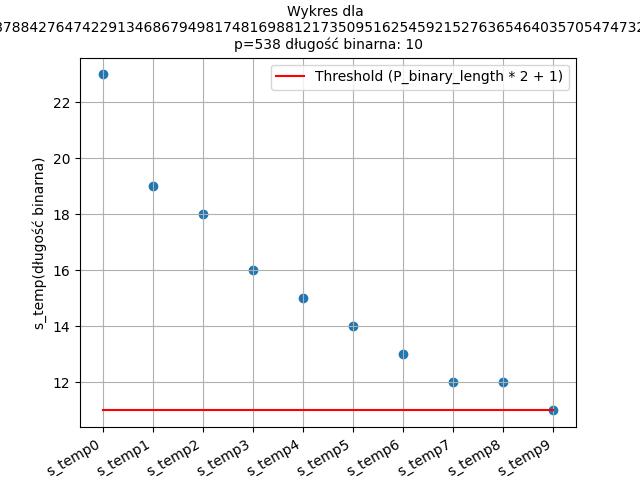 Wykres dla
37884276474229134686794981748169881217350951625459215276365464035705474732
p=538 długość binarna: 10
Threshold (P_binary_length * 2 + 1)
s_temp(długość binarna)
22
20
18
16
14
12
s_temp0
s_temp1
s_temp2
s_temp3
s_temp4
s_temp5
s_temp6
s_temp7
s_temp8
s_temp9